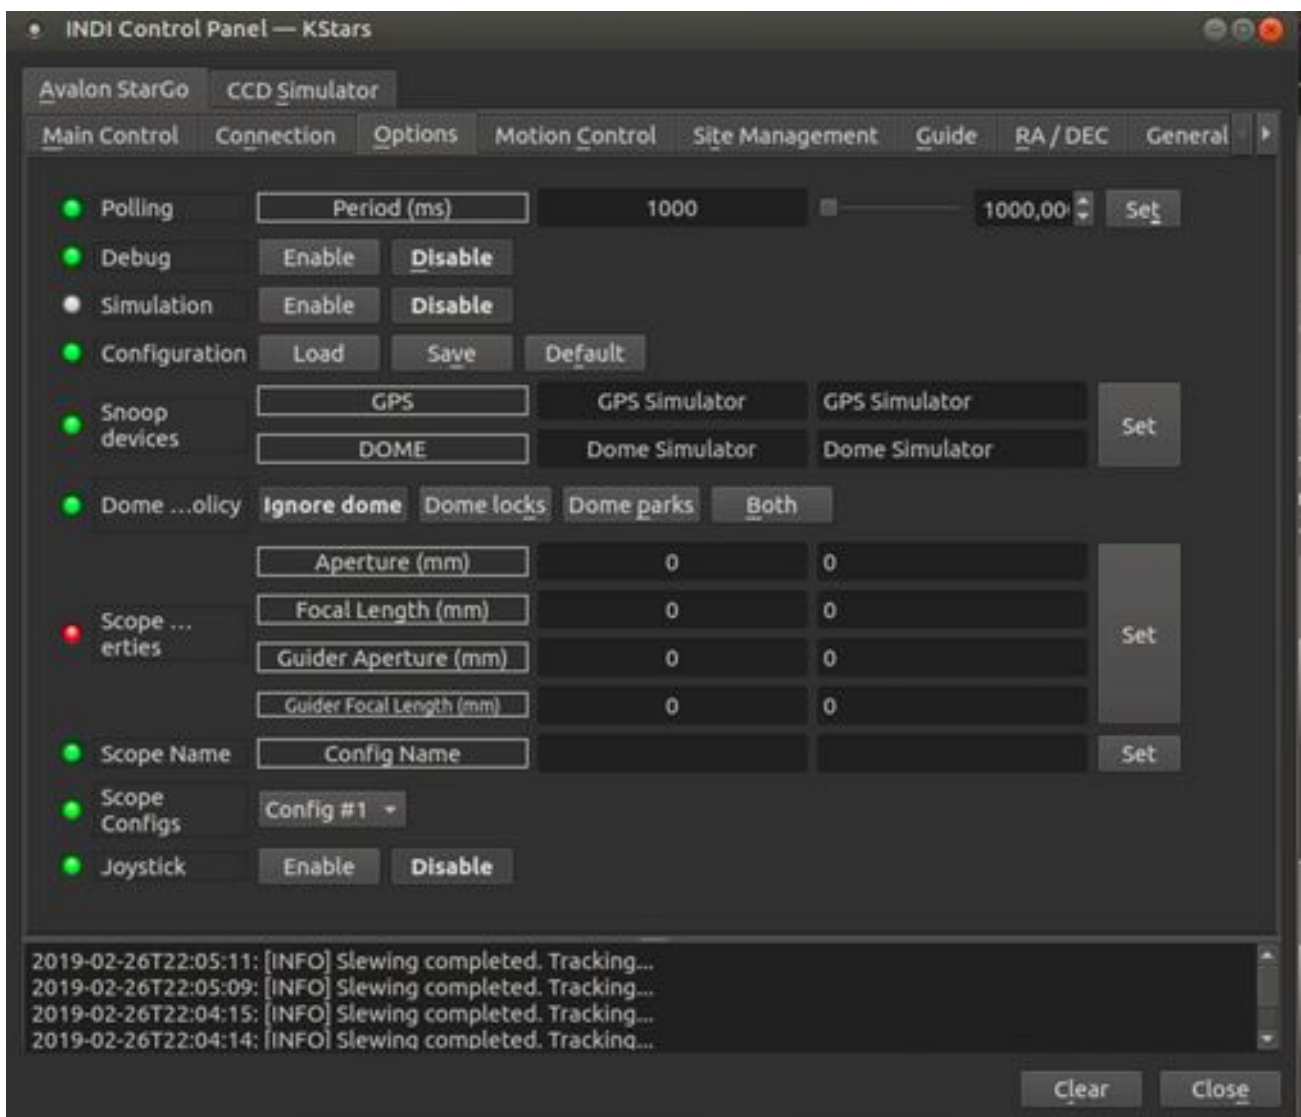 INDI Control Panel — KStars
Avalon StarGo CCD Simulator
Main Control Connection Options Motion Control Site Management Guide RA / DEC General
Polling Period (ms) 1000 1000,00 Set
Debug Enable Disable
Simulation Enable Disable
Configuration Load Save Default
Snoop devices
GPS GPS Simulator GPS Simulator
Set
DOME Dome Simulator Dome Simulator
Dome ...olicy Ignore dome Dome locks Dome parks Both
Aperture (mm) 0 0
Focal Length (mm) 0 0
Scope ...
erties
Set
Guider Aperture (mm) 0 0
Guider Focal Length (mm) 0 0
Scope Name Config Name Set
Scope
Configs
Config #1
Joystick Enable Disable
2019-02-26T22:05:11: [INFO] Slewing completed. Tracking...
2019-02-26T22:05:09: [INFO] Slewing completed. Tracking...
2019-02-26T22:04:15: [INFO] Slewing completed. Tracking...
2019-02-26T22:04:14: [INFO] Slewing completed. Tracking...
Clear Close